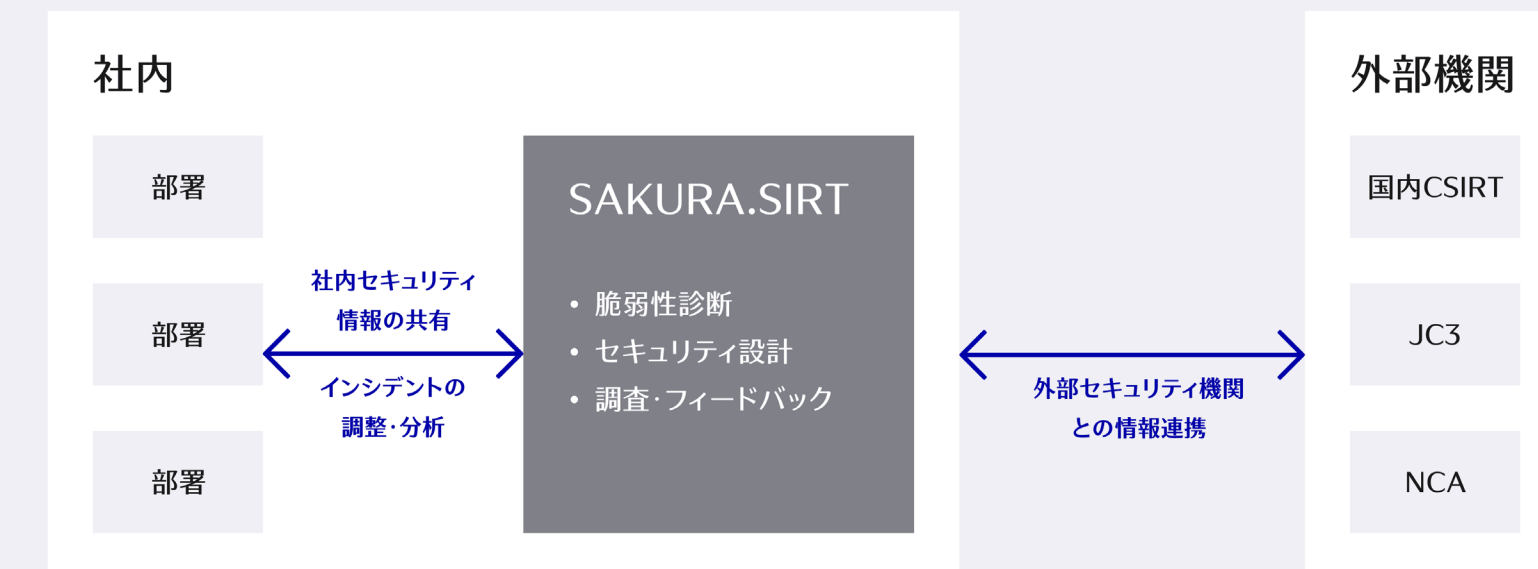 社内
部署
部署
部署
社内セキュリティ
情報の共有
インシデントの
調整・分析
SAKURA.SIRT
• 脆弱性診断
• セキュリティ設計
• 調査・フィードバック
外部セキュリティ機関
との情報連携
外部機関
国内CSIRT
JC3
NCA